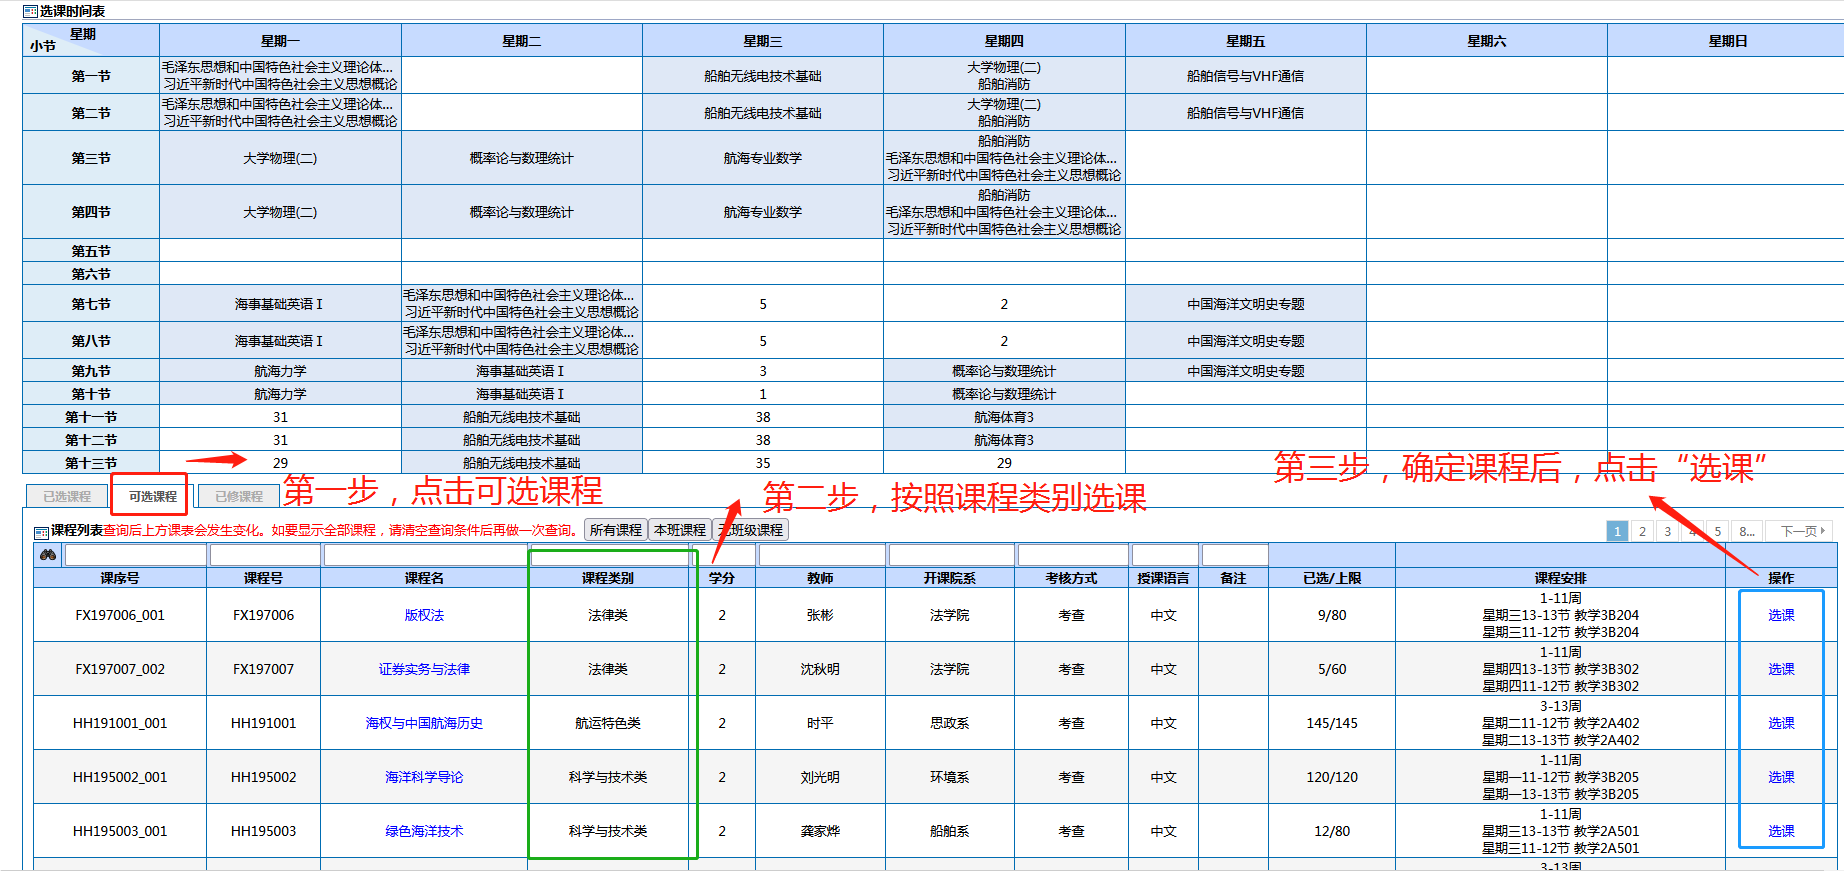 选课时间表
星期
小节
星期一 星期二 星期三 星期四 星期五 星期六 星期日
第一节 毛泽东思想和中国特色社会主义理论体... 习近平新时代中国特色社会主义思想概论 船舶无线电技术基础 大学物理(二) 船舶消防 船舶信号与VHF通信
第二节 毛泽东思想和中国特色社会主义理论体... 习近平新时代中国特色社会主义思想概论 船舶无线电技术基础 大学物理(二) 船舶消防 船舶信号与VHF通信
第三节 大学物理(二) 概率论与数理统计 航海专业数学 船舶消防 毛泽东思想和中国特色社会主义理论体... 习近平新时代中国特色社会主义思想概论
第四节 大学物理(二) 概率论与数理统计 航海专业数学 船舶消防 毛泽东思想和中国特色社会主义理论体... 习近平新时代中国特色社会主义思想概论
第五节
第六节
第七节 海事基础英语 I 毛泽东思想和中国特色社会主义理论体... 习近平新时代中国特色社会主义思想概论 5 2 中国海洋文明史专题
第八节 海事基础英语 I 毛泽东思想和中国特色社会主义理论体... 习近平新时代中国特色社会主义思想概论 5 2 中国海洋文明史专题
第九节 航海力学 海事基础英语 I 3 概率论与数理统计 中国海洋文明史专题
第十节 航海力学 海事基础英语 I 1 概率论与数理统计
第十一节 31 船舶无线电技术基础 38 航海体育3
第十二节 31 船舶无线电技术基础 38 航海体育3
第十三节 29 船舶无线电技术基础 35 29
已选课程 可选课程 已修课程
第一步，点击可选课程
第二步，按照课程类别选课
第三步，确定课程后，点击“选课”
课程列表查询后上方课表会发生变化。如要显示全部课程，请清空查询条件后再做一次查询。 所有课程 本班课程 无班级课程 1 2 3 4 5 8... 下一页
课序号 课程号 课程名 课程类别 学分 教师 开课院系 考核方式 授课语言 备注 已选/上限 课程安排 操作
FX197006_001 FX197006 版权法 法律类 2 张彬 法学院 考查 中文 9/80 1-11周 星期三13-13节 教学3B204 星期三11-12节 教学3B204 选课
FX197007_002 FX197007 证券实务与法律 法律类 2 沈秋明 法学院 考查 中文 5/60 1-11周 星期四13-13节 教学3B302 星期四11-12节 教学3B302 选课
HH191001_001 HH191001 海权与中国航海历史 航运特色类 2 时平 思政系 考查 中文 145/145 3-13周 星期二11-12节 教学2A402 星期二13-13节 教学2A402 选课
HH195002_001 HH195002 海洋科学导论 科学与技术类 2 刘光明 环境系 考查 中文 120/120 1-11周 星期一11-12节 教学3B205 星期一13-13节 教学3B205 选课
HH195003_001 HH195003 绿色海洋技术 科学与技术类 2 龚家烨 船舶系 考查 中文 12/80 1-11周 星期三13-13节 教学2A501 星期三11-12节 教学2A501 选课
3-13周